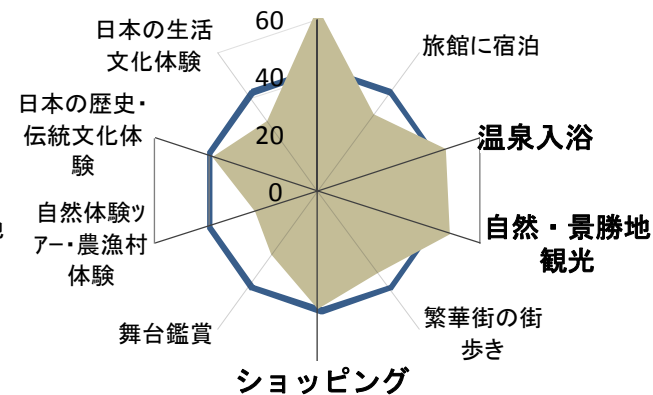 60
40
20
0
旅館に宿泊
温泉入浴
自然・景勝地
観光
繁華街の街
歩き
ショッピング
舞台鑑賞
自然体験ツ
アー・農漁村
体験
日本の歴史・
伝統文化体
験
日本の生活
文化体験